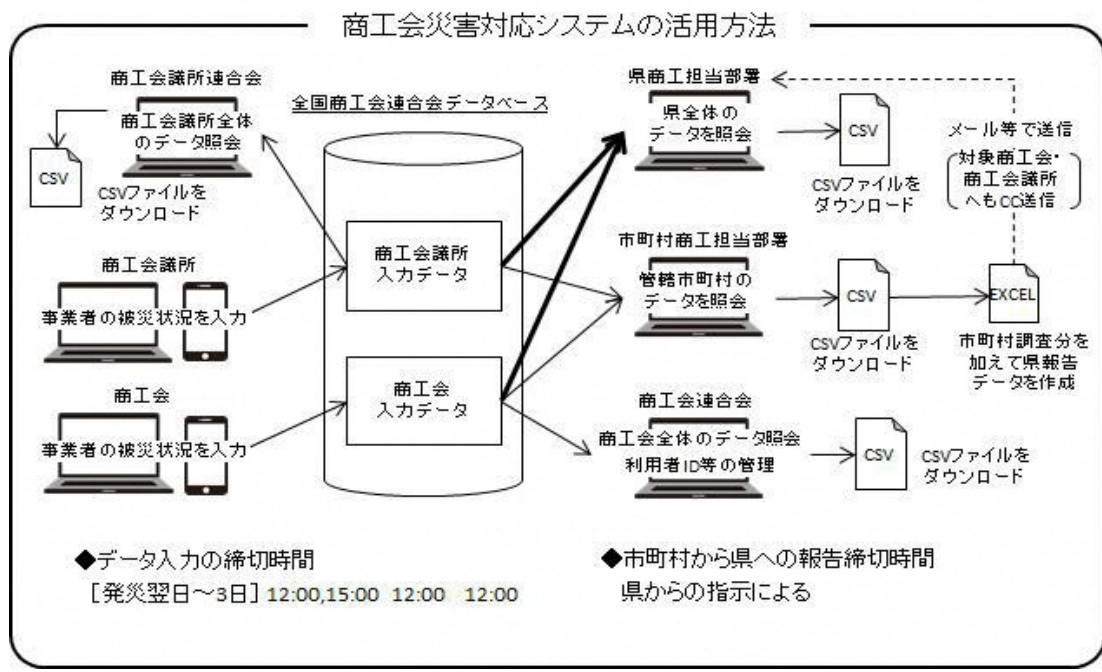 商工会災害対応システムの活用方法
商工会議所連合会
商工会議所全体
のデータ照会
CSV
CSVファイルを
ダウンロード
商工会議所
事業者の被災状況を入力
商工会
事業者の被災状況を入力
全国商工会連合会データベース
商工会議所
入力データ
商工会
入力データ
県商工担当部署
県全体の
データを照会
CSV
CSVファイルを
ダウンロード
メール等で送信
対象商工会・
商工会議所
へもCC送信
市町村商工担当部署
管轄市町村の
データを照会
CSV
CSVファイルを
ダウンロード
EXCEL
市町村調査分を
加えて県報告
データを作成
商工会連合会
商工会全体のデータ照会
利用者ID等の管理
CSV
CSVファイルを
ダウンロード
◆データ入力の締切時間
[発災翌日～3日] 12:00,15:00 12:00 12:00
◆市町村から県への報告締切時間
県からの指示による